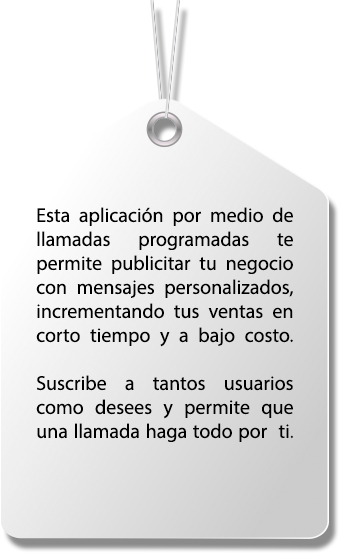 Esta aplicación por medio de
llamadas programadas te
permite publicitar tu negocio
con mensajes personalizados,
incrementando tus ventas en
corto tiempo y a bajo costo.
Suscribe a tantos usuarios
como desees y permite que
una llamada haga todo por ti.